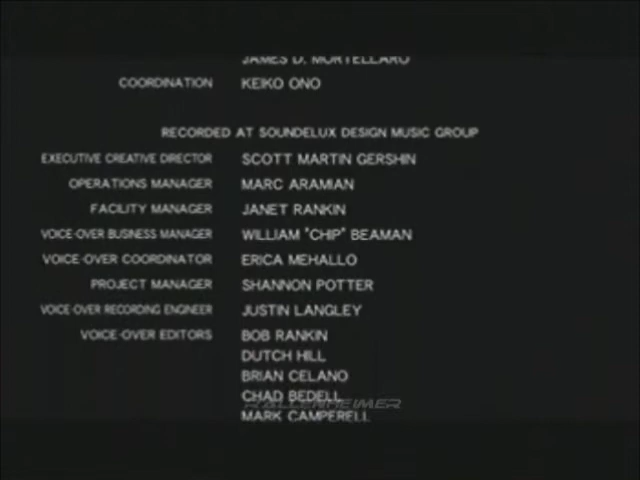 JAMES D. MORTELLARO
COORDINATION KEIKO ONO
RECORDED AT SOUNDELUX DESIGN MUSIC GROUP
EXECUTIVE CREATIVE DIRECTOR SCOTT MARTIN GERSHIN
OPERATIONS MANAGER MARC ARAMIAN
FACILITY MANAGER JANET RANKIN
VOICE-OVER BUSINESS MANAGER WILLIAM "CHIP" BEAMAN
VOICE-OVER COORDINATOR ERICA MEHALLO
PROJECT MANAGER SHANNON POTTER
VOICE-OVER RECORDING ENGINEER JUSTIN LANGLEY
VOICE-OVER EDITORS BOB RANKIN
DUTCH HILL
BRIAN CELANO
CHAD BEDELL
RALLENHEIMER
MARK CAMPERELL